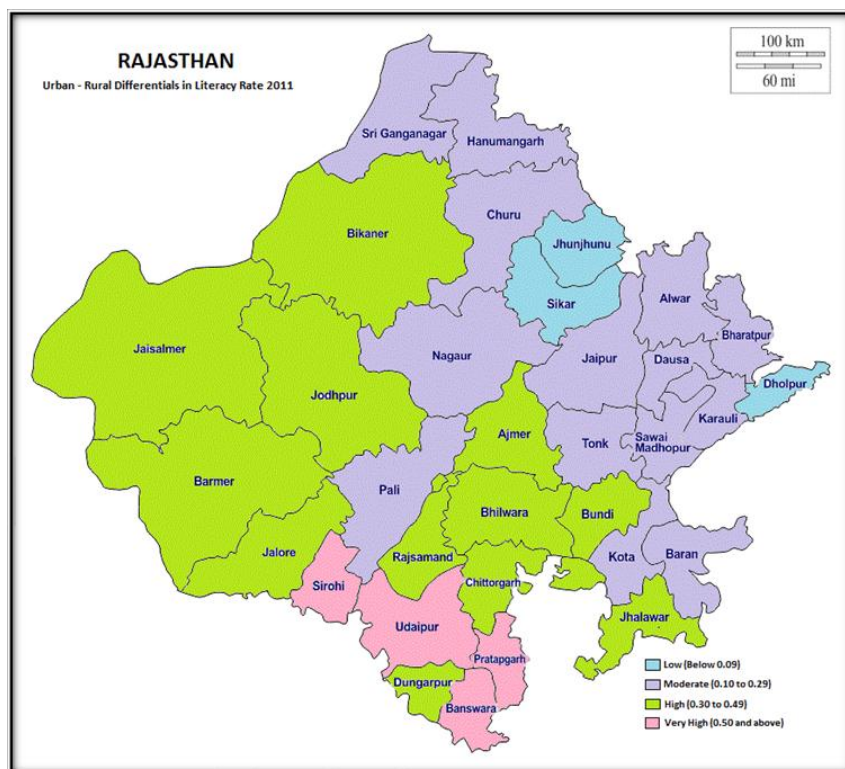 RAJASTHAN
Urban - Rural Differentials in Literacy Rate 2011
100 km
60 mi
Sri Ganganagar
Hanumangarh
Churu
Bikaner
Jhunjhunu
Sikar
Alwar
Bharatpur
Jaisalmer
Nagaur
Jaipur
Dausa
Dholpur
Jodhpur
Karauli
Ajmer
Tonk
Sawai
Madhopur
Barmer
Pali
Bhilwara
Bundi
Jalore
Rajsamand
Kota
Baran
Sirohi
Chittorgarh
Jhalawar
Udaipur
Pratapgarh
Dungarpur
Banswara
Low (Below 0.09)
Moderate (0.10 to 0.29)
High (0.30 to 0.49)
Very High (0.50 and above)